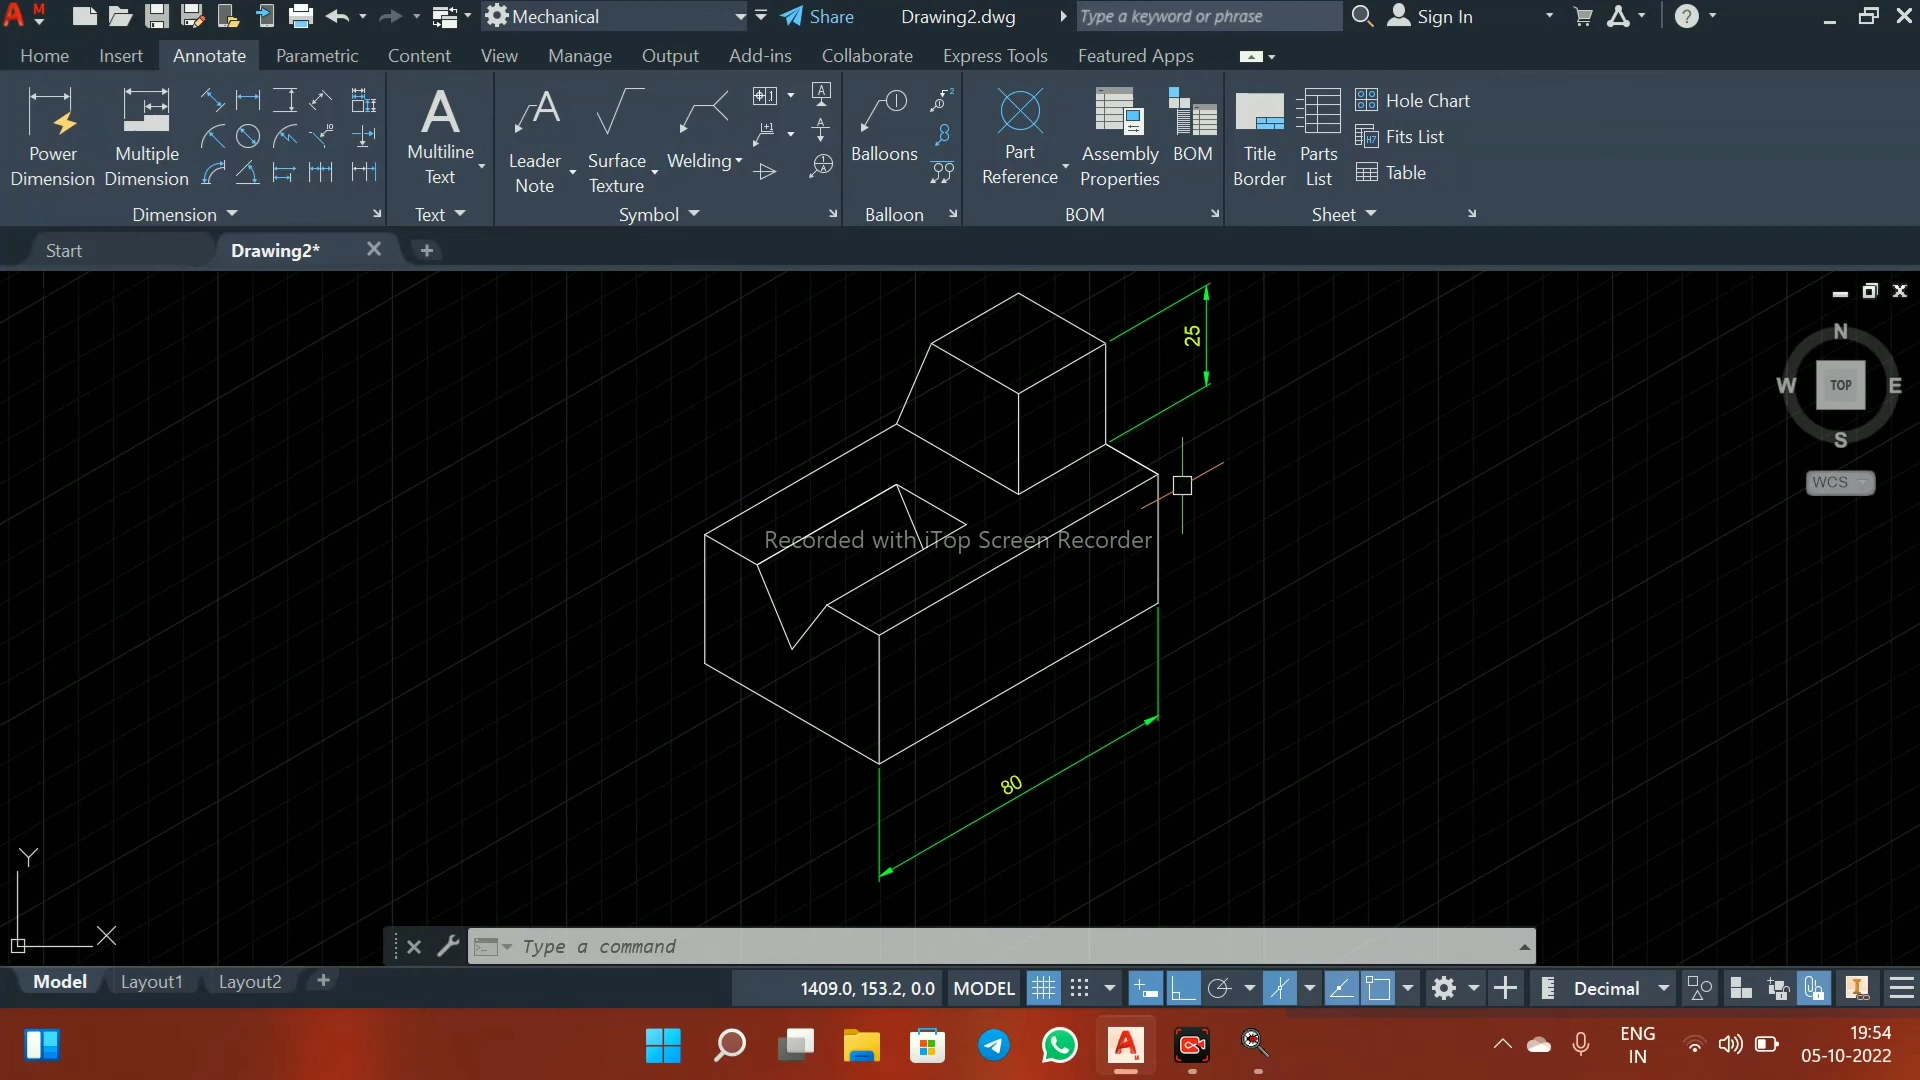 A M
Mechanical
Share
Drawing2.dwg
Type a keyword or phrase
Sign In
Home Insert Annotate Parametric Content View Manage Output Add-ins Collaborate Express Tools Featured Apps
Power Dimension
Multiple Dimension
Multiline Text
Leader Note
Surface Texture
Welding
Balloons
Part Reference
Assembly Properties
BOM
Title Border
Parts List
Hole Chart
Fits List
Table
Dimension
Text
Symbol
Balloon
BOM
Sheet
Start
Drawing2*
25
80
Recorded with iTop Screen Recorder
N
W TOP E
S
WCS
Y
X
Type a command
Model Layout1 Layout2
1409.0, 153.2, 0.0 MODEL
Decimal
ENG
IN
19:54
05-10-2022